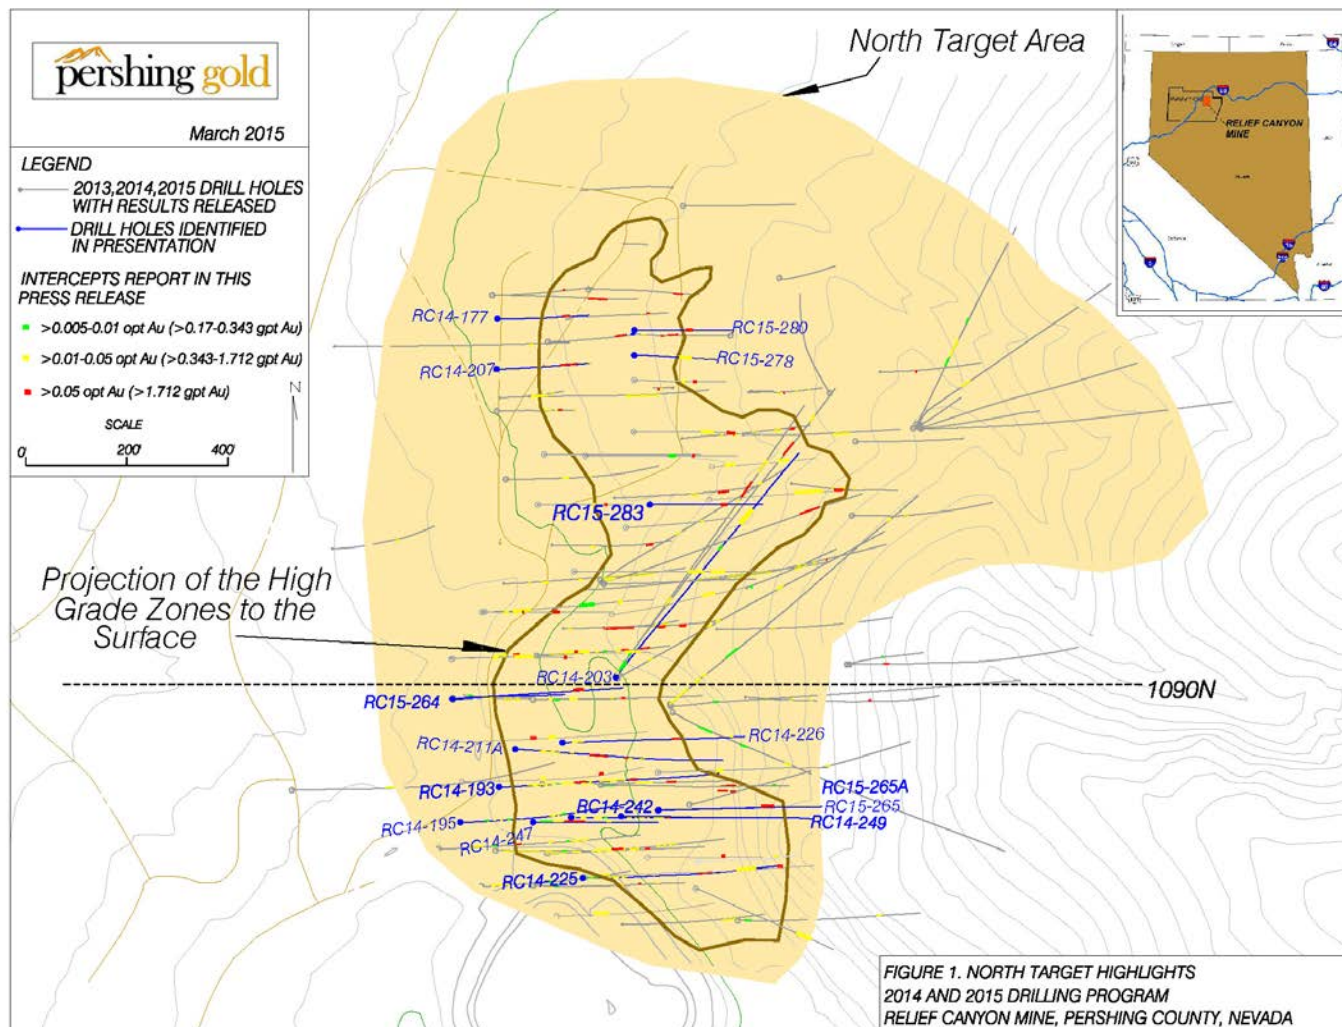 pershing gold
March 2015
LEGEND
2013,2014,2015 DRILL HOLES
WITH RESULTS RELEASED
DRILL HOLES IDENTIFIED
IN PRESENTATION
INTERCEPTS REPORT IN THIS
PRESS RELEASE
>0.005-0.01 opt Au (>0.17-0.343 gpt Au)
>0.01-0.05 opt Au (>0.343-1.712 gpt Au)
>0.05 opt Au (>1.712 gpt Au)
N
SCALE
0 200 400
North Target Area
RELIEF CANYON
MINE
RC14-177
RC15-280
RC15-278
RC14-207
RC15-283
Projection of the High
Grade Zones to the
Surface
RC14-203
1090N
RC15-264
RC14-226
RC14-211A
RC14-193
RC15-265A
RC14-242
RC15-265
RC14-195
RC14-249
RC14-247
RC14-225
FIGURE 1. NORTH TARGET HIGHLIGHTS
2014 AND 2015 DRILLING PROGRAM
RELIEF CANYON MINE, PERSHING COUNTY, NEVADA